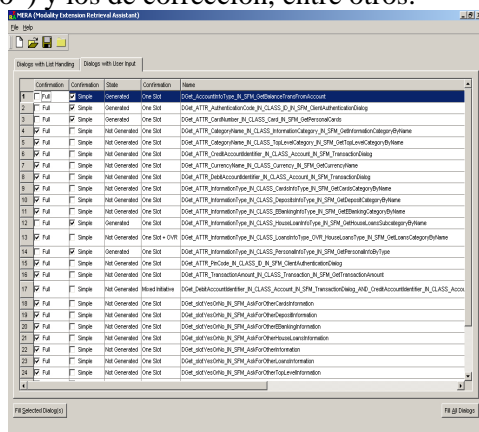 o ) y los de corrección, entre otros.
MERA (Modality Extension Retrieval Assistant)
File Help
Dialogs with List Handling Dialogs with User Input
Confirmation Confirmation State Confirmation Name
1 Full Simple Generated One Slot DGet_AccountInfoType_IN_SFM_GetBalanceTransFromAccount
2 Full Simple Generated One Slot DGet_ATTR_AuthenticationCode_IN_CLASS_ID_IN_SFM_ClientAuthenticationDialog
3 Full Simple Generated One Slot DGet_ATTR_CardNumber_IN_CLASS_Card_IN_SFM_GetPersonalCards
4 Full Simple Not Generated One Slot DGet_ATTR_CategoryName_IN_CLASS_InformationCategory_IN_SFM_GetInformationCategoryByName
5 Full Simple Not Generated One Slot DGet_ATTR_CategoryName_IN_CLASS_TopLevelCategory_IN_SFM_GetTopLevelCategoryByName
6 Full Simple Not Generated One Slot DGet_ATTR_CreditAccountIdentifier_IN_CLASS_Account_IN_SFM_TransactionDialog
7 Full Simple Not Generated One Slot DGet_ATTR_CurrencyName_IN_CLASS_Currency_IN_SFM_GetCurrencyName
8 Full Simple Not Generated One Slot DGet_ATTR_DebitAccountIdentifier_IN_CLASS_Account_IN_SFM_TransactionDialog
9 Full Simple Not Generated One Slot DGet_ATTR_InformationType_IN_CLASS_CardsInfoType_IN_SFM_GetCardsCategoryByName
10 Full Simple Not Generated One Slot DGet_ATTR_InformationType_IN_CLASS_DepositsInfoType_IN_SFM_GetDepositCategoryByName
11 Full Simple Not Generated One Slot DGet_ATTR_InformationType_IN_CLASS_EBankingInfoType_IN_SFM_GetEBankingCategoryByName
12 Full Simple Generated One Slot DGet_ATTR_InformationType_IN_CLASS_HouseLoanInfoType_IN_SFM_GetHouseLoansSubcategoryByName
13 Full Simple Not Generated One Slot + OVR DGet_ATTR_InformationType_IN_CLASS_LoansInfoType_OVR_HouseLoansType_IN_SFM_GetLoansCategoryByName
14 Full Simple Generated One Slot DGet_ATTR_InformationType_IN_CLASS_PersonalInfoType_IN_SFM_GetPersonalInfoByType
15 Full Simple Not Generated One Slot DGet_ATTR_PinCode_IN_CLASS_ID_IN_SFM_ClientAuthenticationDialog
16 Full Simple Not Generated One Slot DGet_ATTR_TransactionAmount_IN_CLASS_Transaction_IN_SFM_GetTransactionAmount
17 Full Simple Not Generated Mixed Initiative DGet_DebitAccountIdentifier_IN_CLASS_Account_IN_SFM_TransactionDialog_AND_CreditAccountIdentifier_IN_CLASS_Accou
18 Full Simple Not Generated One Slot DGet_slotYesOrNo_IN_SFM_AskForOtherCardsInformation
19 Full Simple Not Generated One Slot DGet_slotYesOrNo_IN_SFM_AskForOtherDepositInformation
20 Full Simple Not Generated One Slot DGet_slotYesOrNo_IN_SFM_AskForOtherEBankingInformation
21 Full Simple Not Generated One Slot DGet_slotYesOrNo_IN_SFM_AskForOtherHouseLoansInformation
22 Full Simple Not Generated One Slot DGet_slotYesOrNo_IN_SFM_AskForOtherInformation
23 Full Simple Not Generated One Slot DGet_slotYesOrNo_IN_SFM_AskForOtherLoansInformation
24 Full Simple Not Generated One Slot DGet_slotYesOrNo_IN_SFM_AskForOtherTopLevelInformation
Fill Selected Dialog(s) Fill All Dialogs